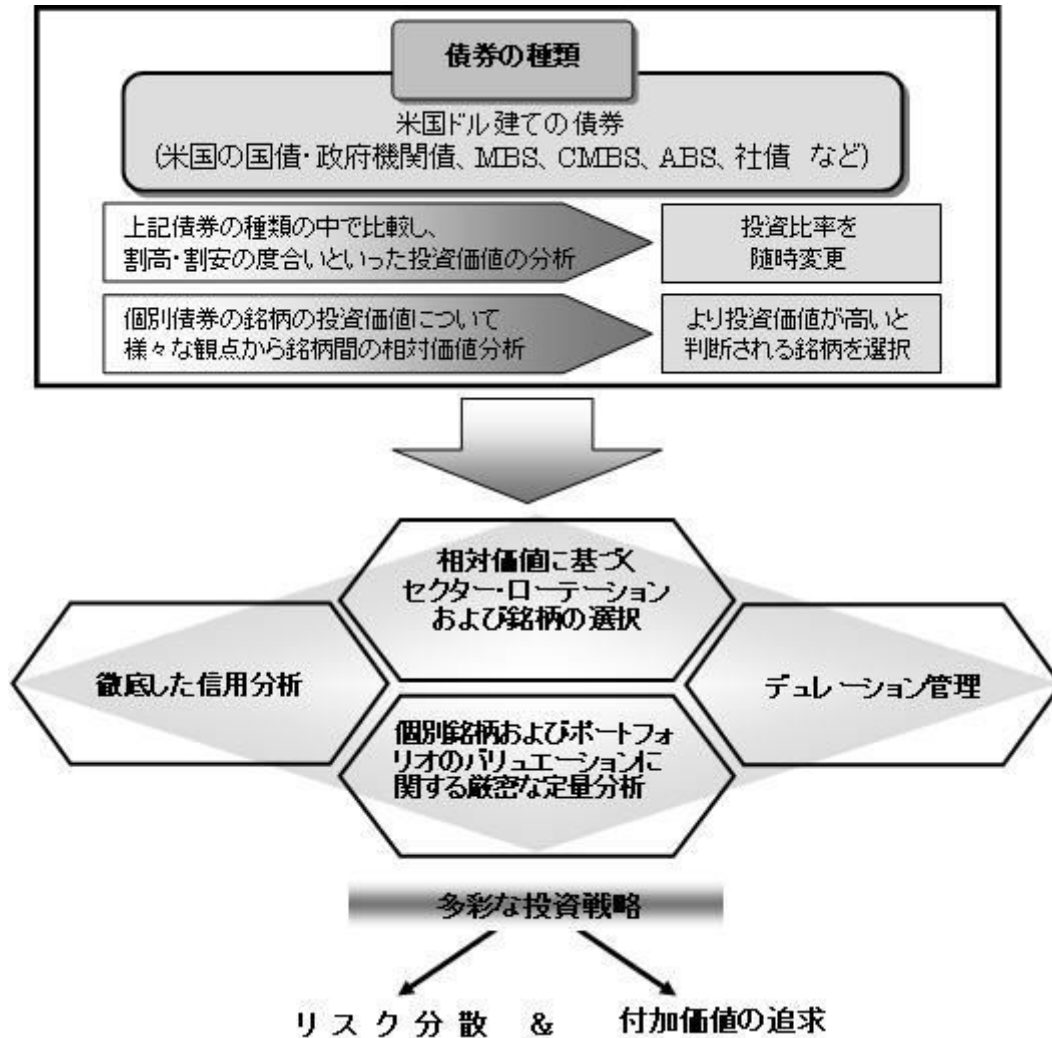 債券の種類
米国ドル建ての債券
(米国の国債・政府機関債、MBS、CMBS、ABS、社債 など)
上記債券の種類の中で比較し、
割高・割安の度合いといった投資価値の分析
投資比率を
随時変更
個別債券の銘柄の投資価値について
様々な観点から銘柄間の相対価値分析
より投資価値が高いと
判断される銘柄を選択
相対価値に基づく
セクター・ローテーション
および銘柄の選択
徹底した信用分析
デュレーション管理
個別銘柄およびポートフォ
リオのバリュエーションに
関する厳密な定量分析
多彩な投資戦略
リスク分散 & 付加価値の追求